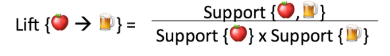 Lift {🍎 → 🍺} = Support {🍎, 🍺}
Support {🍎} x Support {🍺}